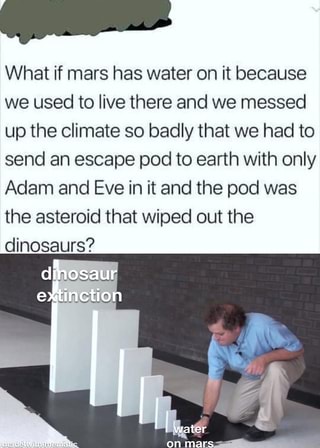 What if mars has water on it because
we used to live there and we messed
up the climate so badly that we had to
send an escape pod to earth with only
Adam and Eve in it and the pod was
the asteroid that wiped out the
dinosaurs?
dinosaur
extinction
water
on mars